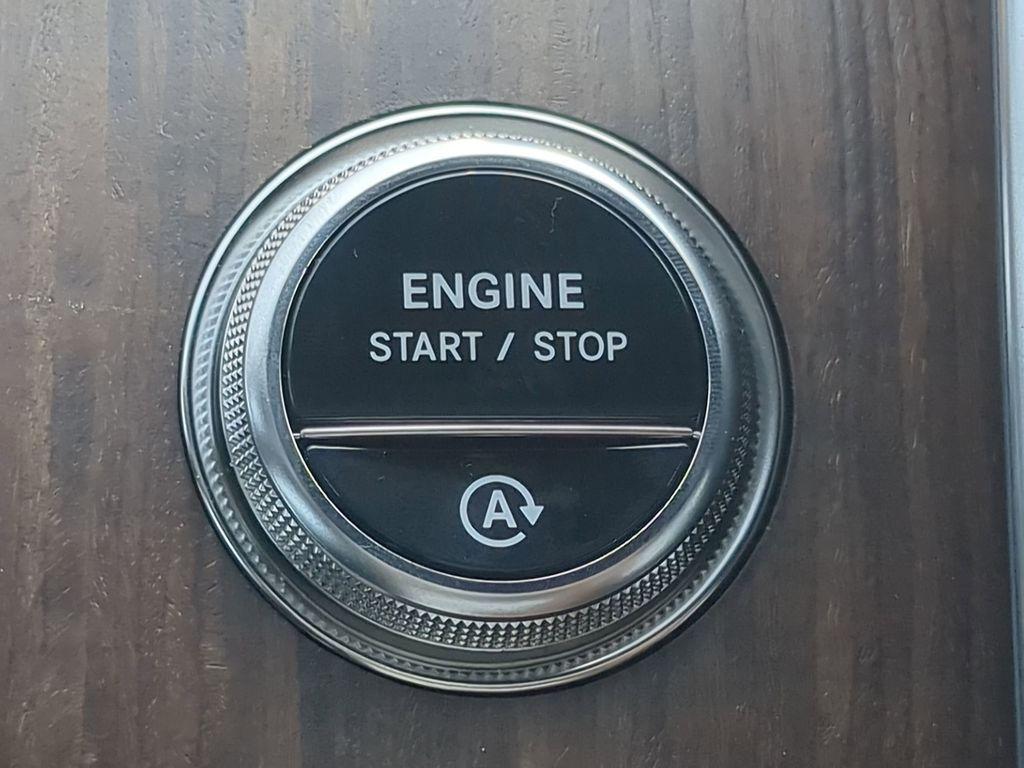 ENGINE
START / STOP
A